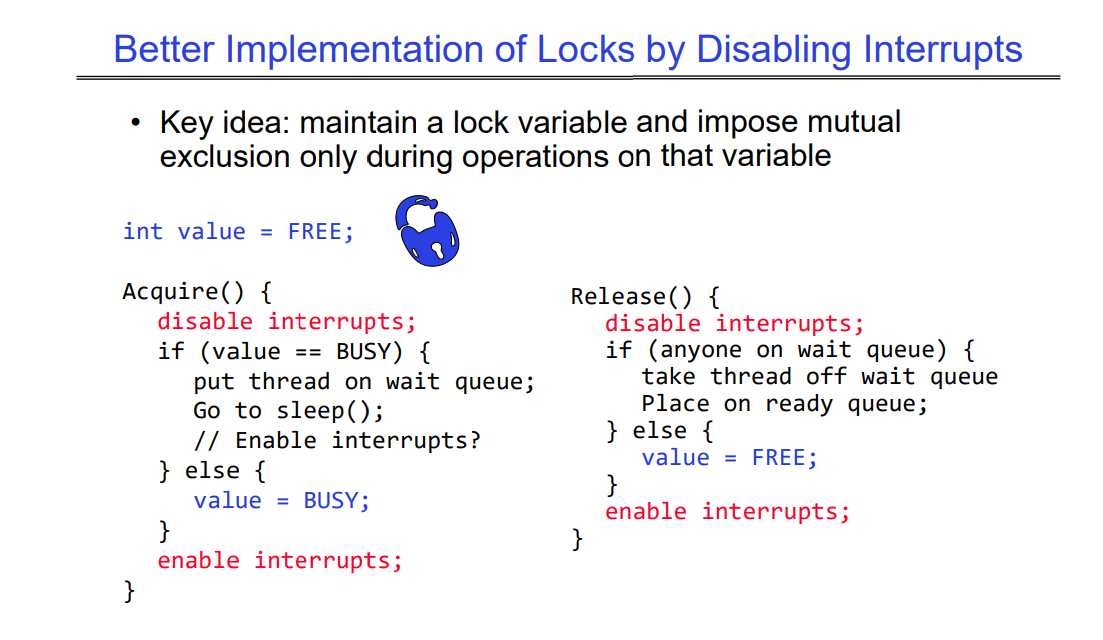 Better Implementation of Locks by Disabling Interrupts
• Key idea: maintain a lock variable and impose mutual
exclusion only during operations on that variable
int value = FREE;
Acquire() {
disable interrupts;
if (value == BUSY) {
put thread on wait queue;
Go to sleep();
// Enable interrupts?
} else {
value = BUSY;
}
enable interrupts;
}
Release() {
disable interrupts;
if (anyone on wait queue) {
take thread off wait queue
Place on ready queue;
} else {
value = FREE;
}
enable interrupts;
}